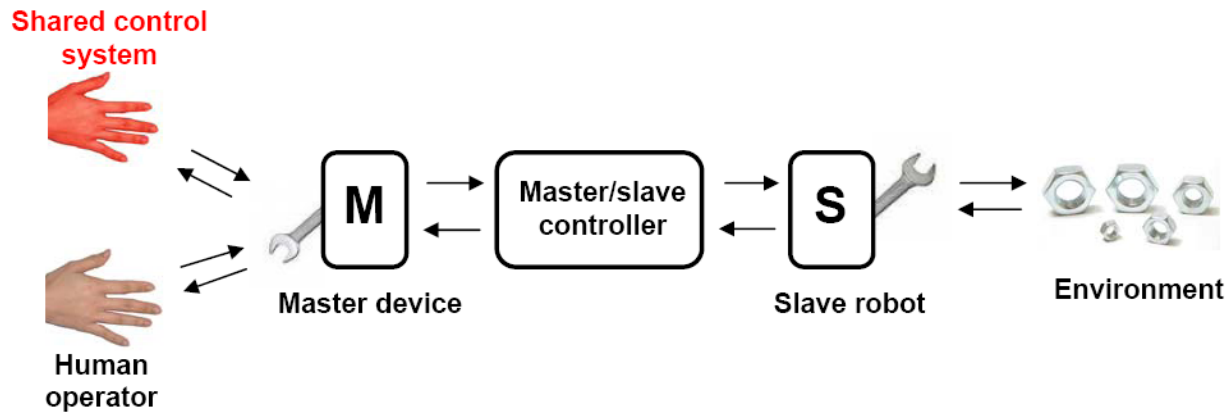 Shared control
system
M
Master/slave
controller
S
Master device
Slave robot
Environment
Human
operator